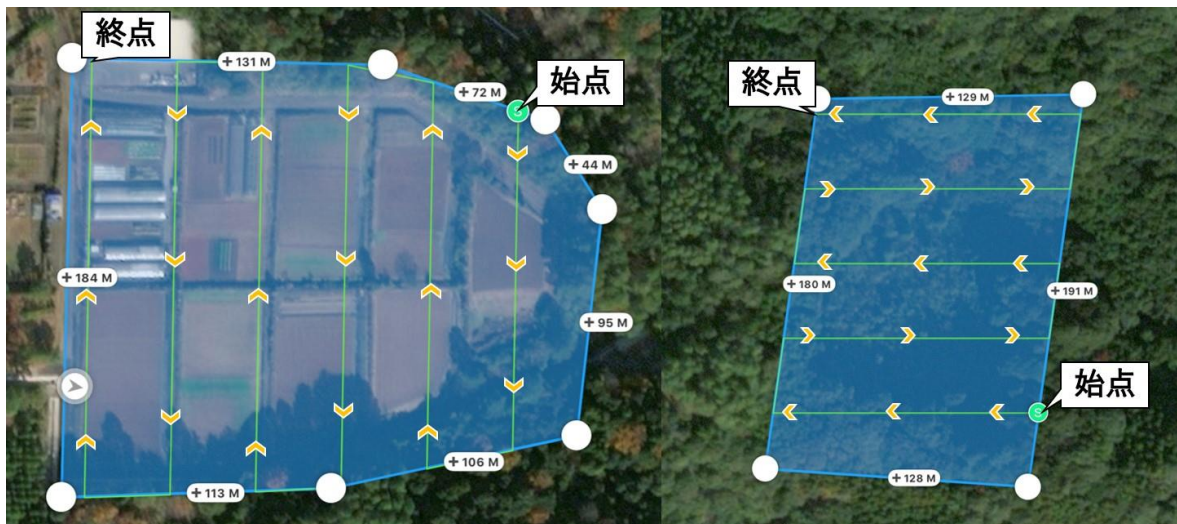 終点
+ 131 M
+ 72 M
始点
S
+ 44 M
+ 184 M
+ 95 M
+ 106 M
+ 113 M
終点
+ 129 M
+ 180 M
+ 191 M
始点
S
+ 128 M